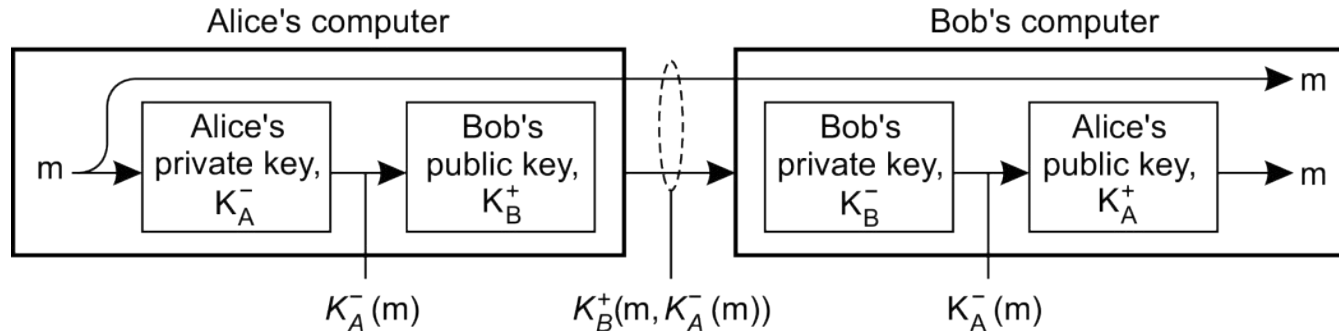 Alice's computer
Bob's computer
m
m
Alice's
private key,
K_A^-
Bob's
public key,
K_B^+
Bob's
private key,
K_B^-
Alice's
public key,
K_A^+
m
K_A^-(m)
K_B^+(m, K_A^-(m))
K_A^-(m)